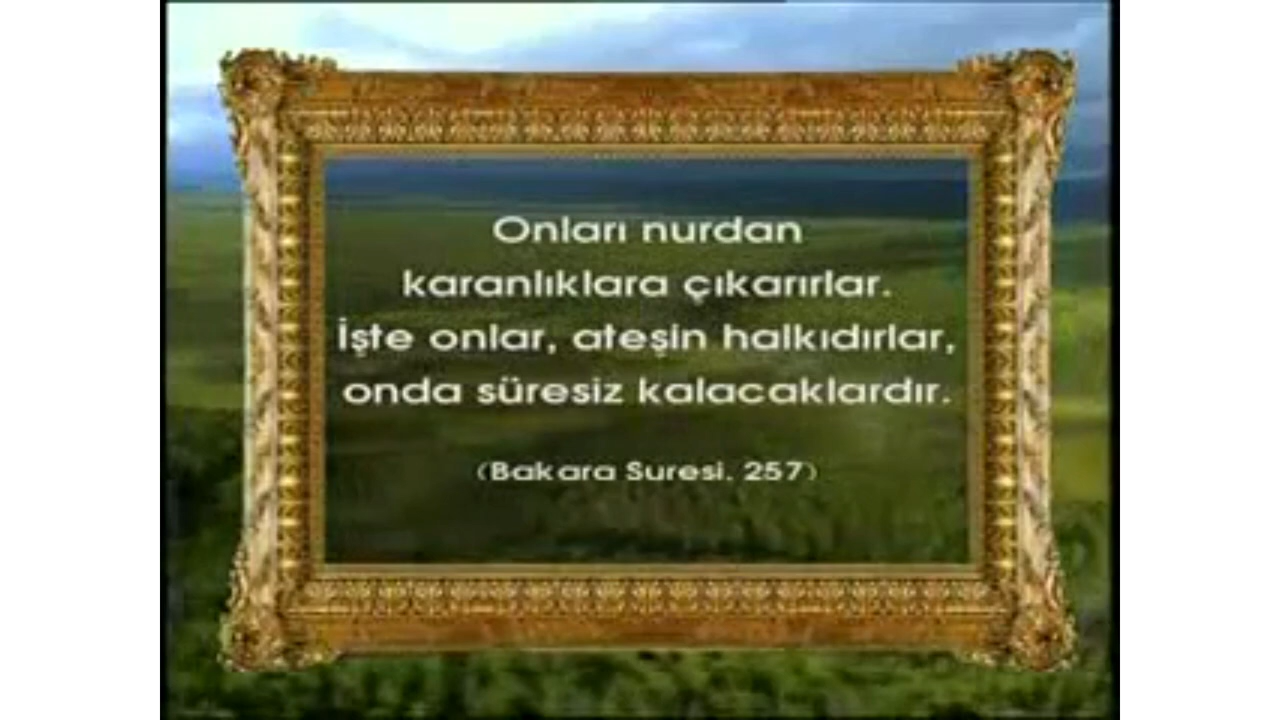 Onları nurdan
karanlıklara çıkarırlar.
İşte onlar, ateşin halkıdırlar,
onda süresiz kalacaklardır.
(Bakara Suresi. 257)